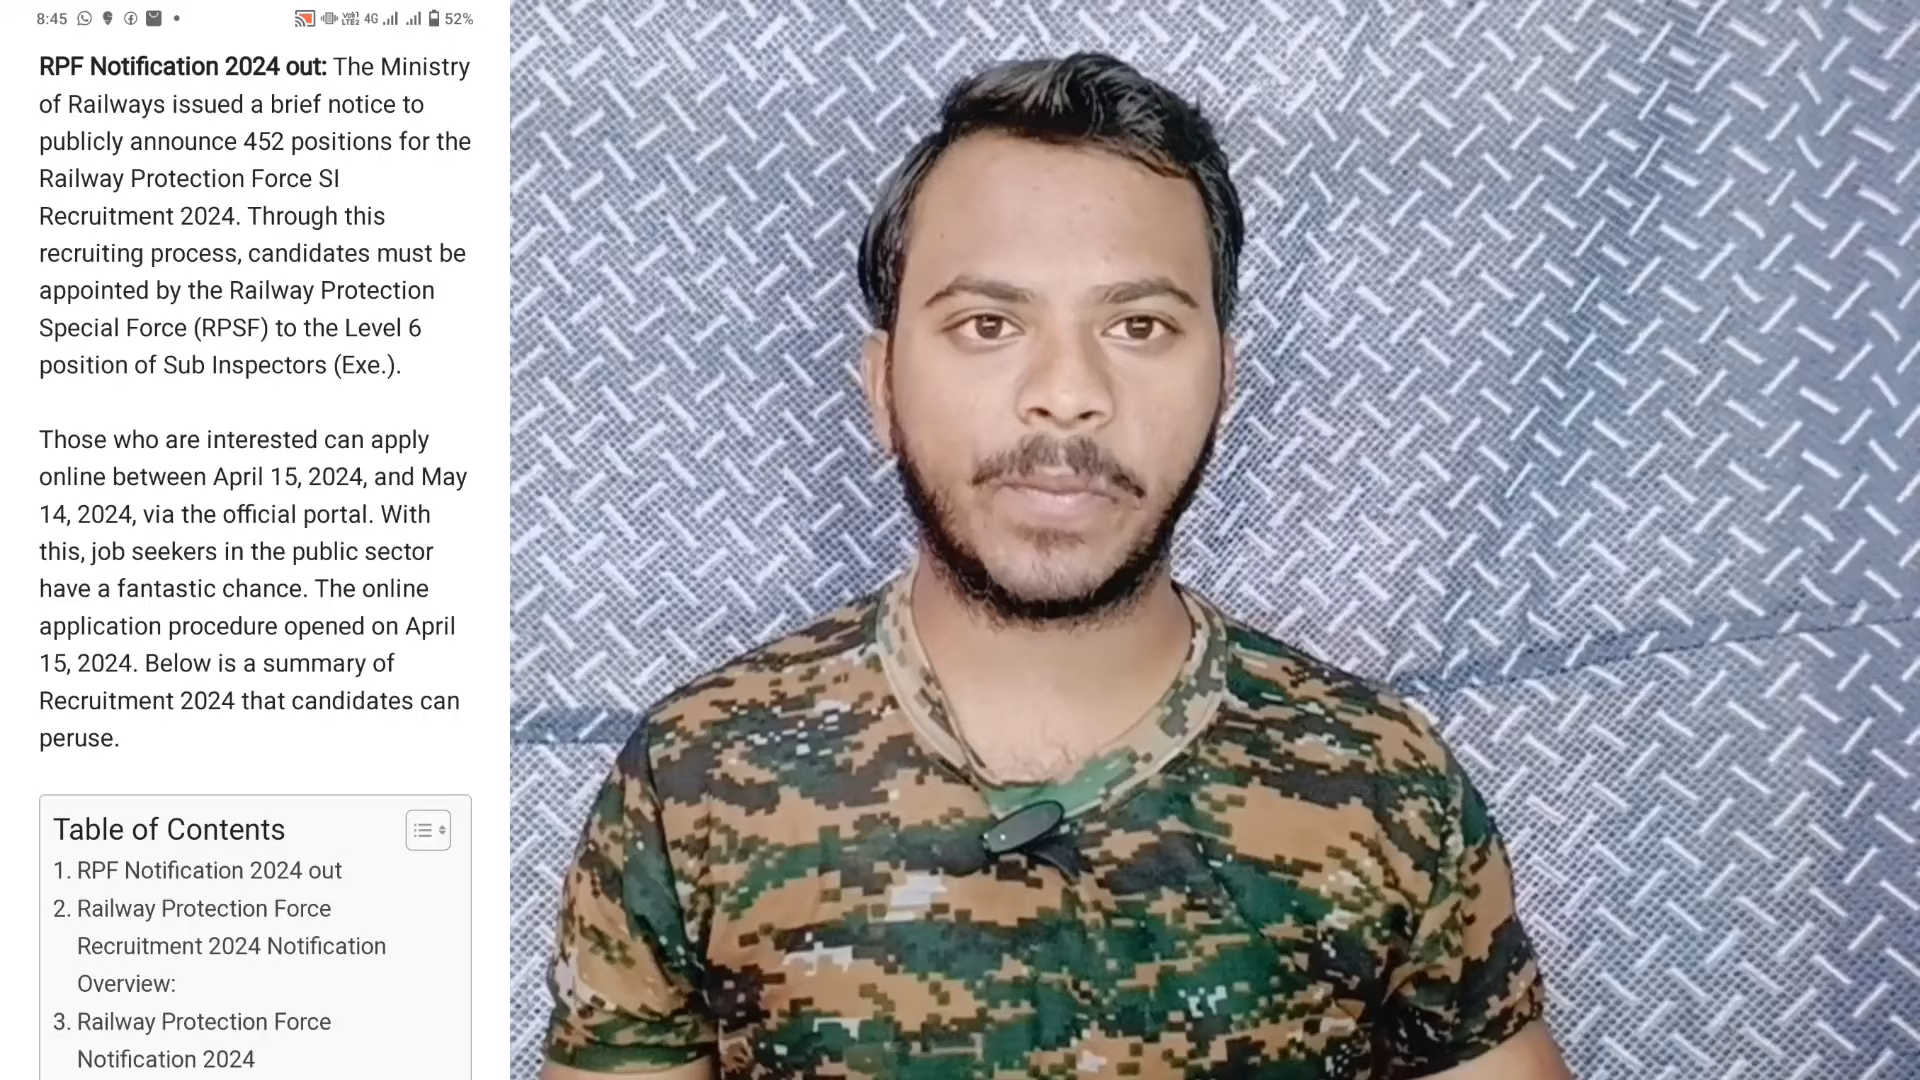 8:45
4G
52%
RPF Notification 2024 out: The Ministry
of Railways issued a brief notice to
publicly announce 452 positions for the
Railway Protection Force SI
Recruitment 2024. Through this
recruiting process, candidates must be
appointed by the Railway Protection
Special Force (RPSF) to the Level 6
position of Sub Inspectors (Exe.).
Those who are interested can apply
online between April 15, 2024, and May
14, 2024, via the official portal. With
this, job seekers in the public sector
have a fantastic chance. The online
application procedure opened on April
15, 2024. Below is a summary of
Recruitment 2024 that candidates can
peruse.
Table of Contents
1. RPF Notification 2024 out
2. Railway Protection Force
Recruitment 2024 Notification
Overview:
3. Railway Protection Force
Notification 2024